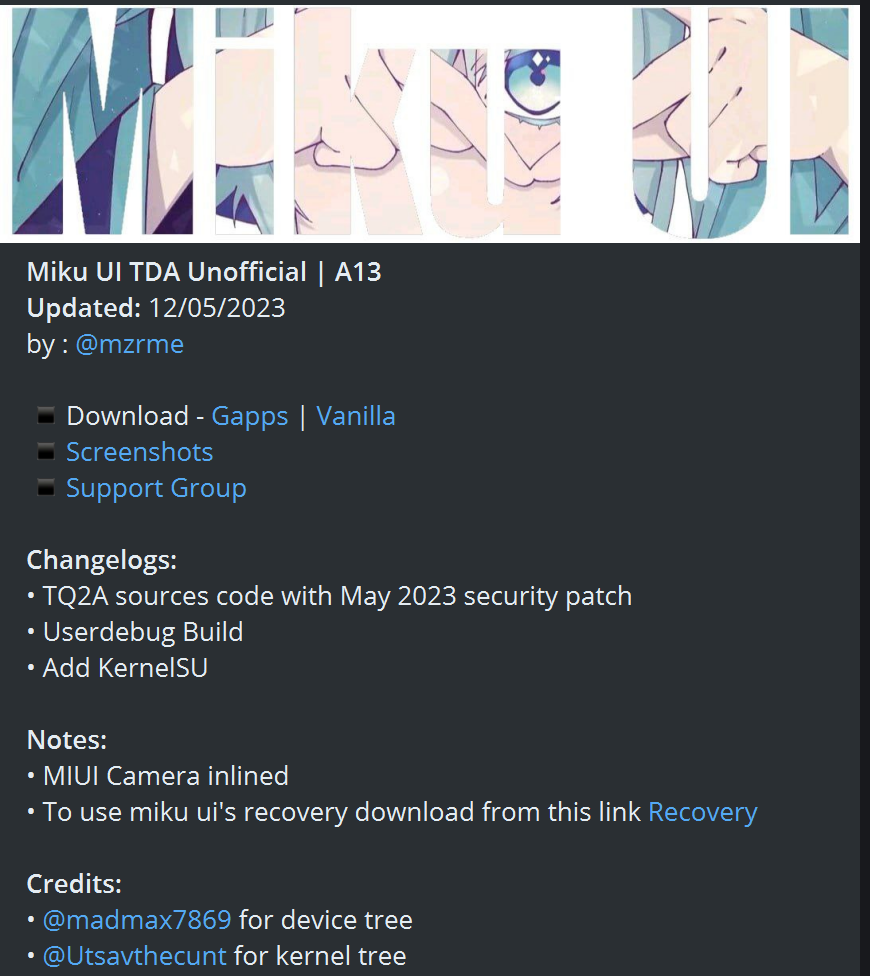 Miku UI
Miku UI TDA Unofficial | A13
Updated: 12/05/2023
by : @mzrme
▪ Download - Gapps | Vanilla
▪ Screenshots
▪ Support Group
Changelogs:
• TQ2A sources code with May 2023 security patch
• Userdebug Build
• Add KernelSU
Notes:
• MIUI Camera inlined
• To use miku ui's recovery download from this link Recovery
Credits:
• @madmax7869 for device tree
• @Utsavthecunt for kernel tree